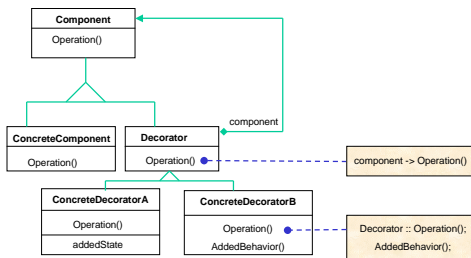 Component
Operation()
component
ConcreteComponent
Operation()
Decorator
Operation()
component -> Operation()
ConcreteDecoratorA
Operation()
addedState
ConcreteDecoratorB
Operation()
AddedBehavior()
Decorator :: Operation();
AddedBehavior();